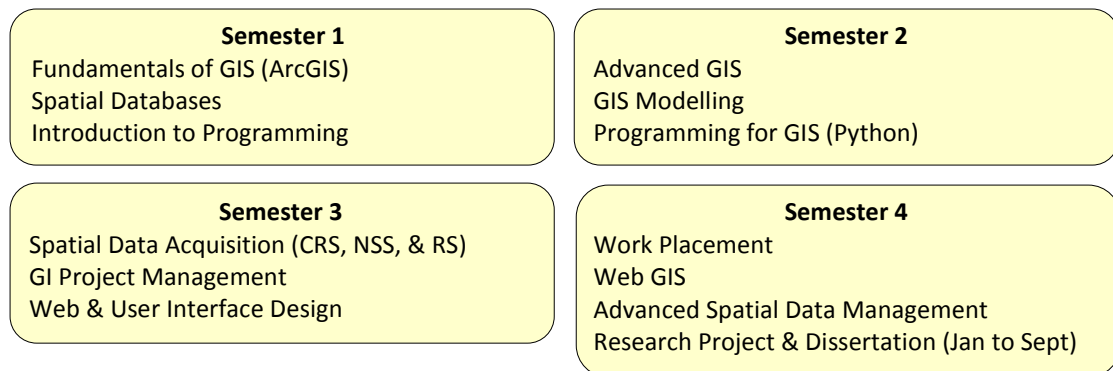 Semester 1
Fundamentals of GIS (ArcGIS)
Spatial Databases
Introduction to Programming
Semester 2
Advanced GIS
GIS Modelling
Programming for GIS (Python)
Semester 3
Spatial Data Acquisition (CRS, NSS, & RS)
GI Project Management
Web & User Interface Design
Semester 4
Work Placement
Web GIS
Advanced Spatial Data Management
Research Project & Dissertation (Jan to Sept)